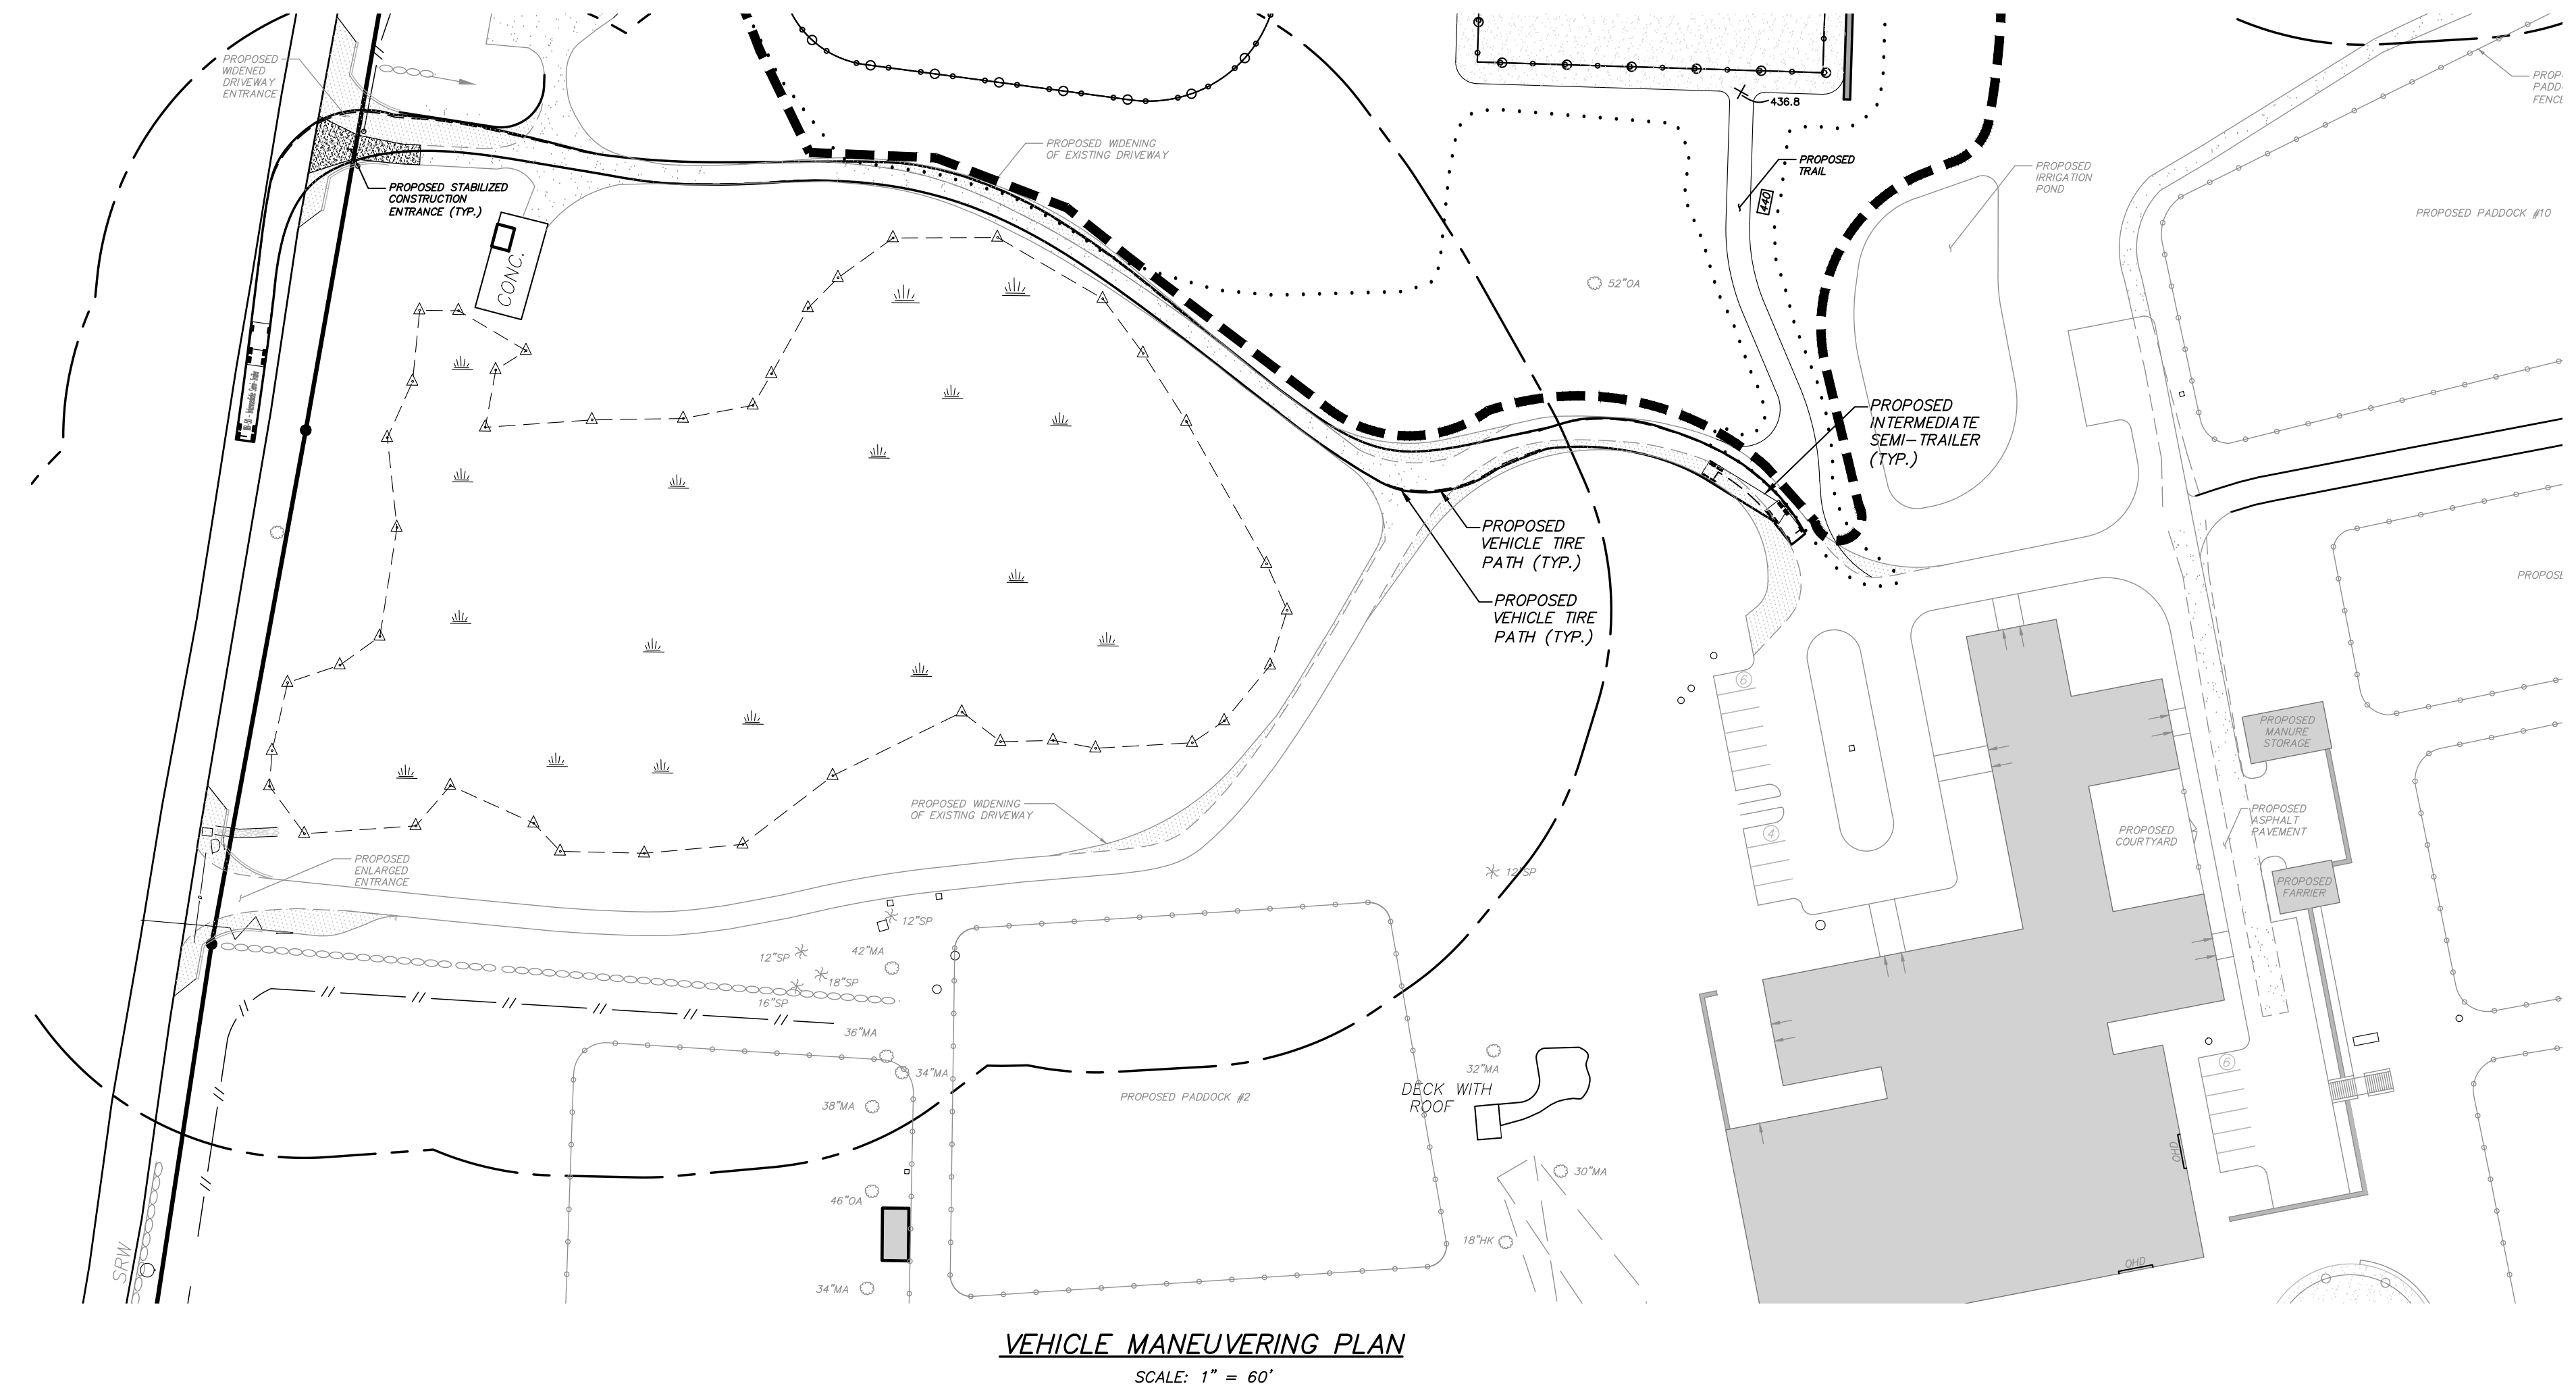 PROPOSED
WIDENED
DRIVEWAY
ENTRANCE
PROPOSED STABILIZED
CONSTRUCTION
ENTRANCE (TYP.)
CONC.
PROPOSED WIDENING
OF EXISTING DRIVEWAY
436.8
PROPOSED
TRAIL
440
PROPOSED
IRRIGATION
POND
PROPOSED PADDOCK #10
52"OA
PROPOSED
INTERMEDIATE
SEMI-TRAILER
(TYP.)
PROPOSED
VEHICLE TIRE
PATH (TYP.)
PROPOSED
VEHICLE TIRE
PATH (TYP.)
6
4
PROPOSED
MANURE
STORAGE
PROPOSED
COURTYARD
PROPOSED
ASPHALT
PAVEMENT
PROPOSED
FARRIER
6
OHD
OHD
PROPOSED WIDENING
OF EXISTING DRIVEWAY
D
PROPOSED
ENLARGED
ENTRANCE
12"SP
12"SP
12"SP
42"MA
18"SP
16"SP
36"MA
34"MA
38"MA
46"OA
34"MA
PROPOSED PADDOCK #2
32"MA
DECK WITH
ROOF
30"MA
18"HK
SRW
VEHICLE MANEUVERING PLAN
SCALE: 1" = 60'